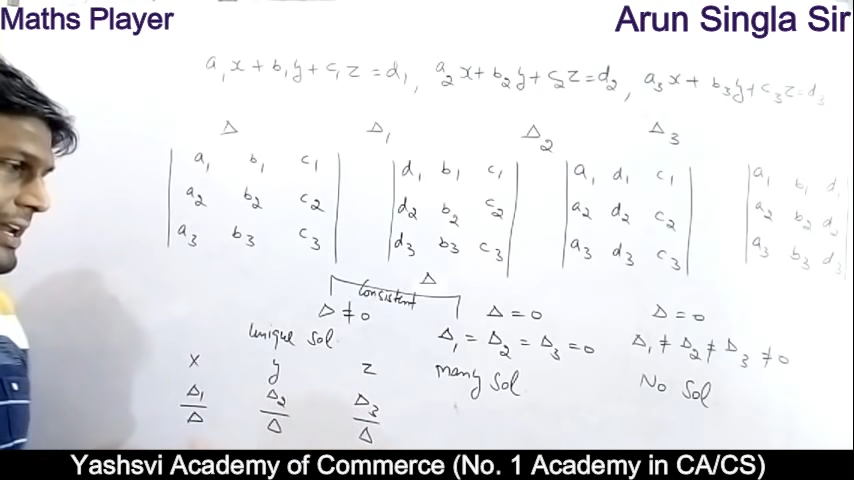 Maths Player
Arun Singla Sir
a₁x + b₁y + c₁z = d₁, a₂x + b₂y + c₂z = d₂, a₃x + b₃y + c₃z = d₃
Δ Δ₁ Δ₂ Δ₃
a₁ b₁ c₁ d₁ b₁ c₁ a₁ d₁ c₁ a₁ b₁ d₁
a₂ b₂ c₂ d₂ b₂ c₂ a₂ d₂ c₂ a₂ b₂ d₂
a₃ b₃ c₃ d₃ b₃ c₃ a₃ d₃ c₃ a₃ b₃ d₃
Δ
Consistent
Δ ≠ 0 Δ = 0 Δ = 0
Unique Sol Δ₁ = Δ₂ = Δ₃ = 0 Δ₁ ≠ Δ₂ ≠ Δ₃ ≠ 0
x y z many Sol No Sol
Δ₁/Δ Δ₂/Δ Δ₃/Δ
Yashsvi Academy of Commerce (No. 1 Academy in CA/CS)